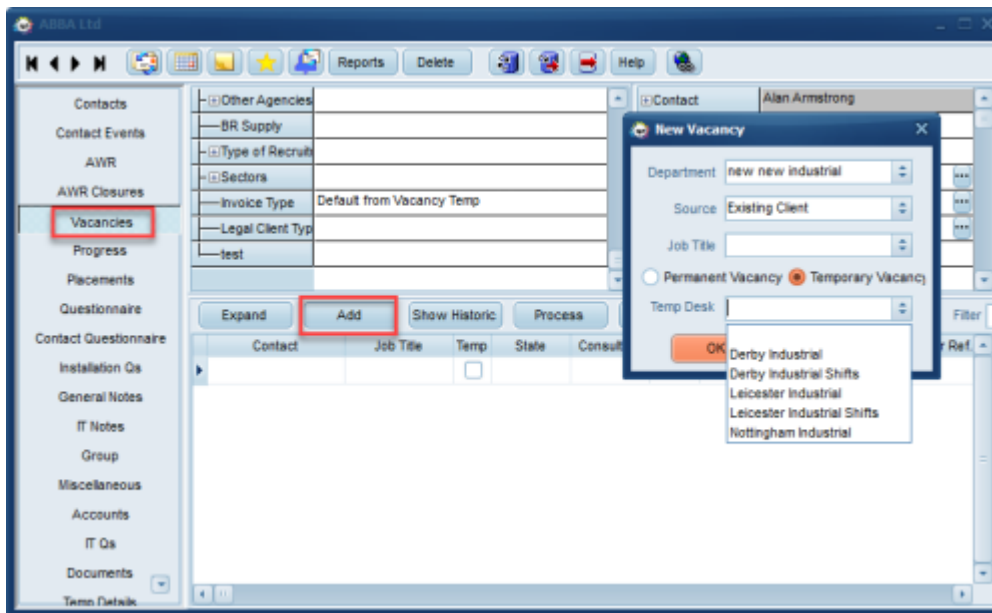 ABBA Ltd
Reports Delete Help
Contacts
Contact Events
AWR
AWR Closures
Vacancies
Progress
Placements
Questionnaire
Contact Questionnaire
Installation Qs
General Notes
IT Notes
Group
Miscellaneous
Accounts
IT Qs
Documents
Temp Details
Other Agencies
BR Supply
Type of Recruit
Sectors
Invoice Type Default from Vacancy Temp
Legal Client Typ
test
Contact Alan Armstrong
New Vacancy
Department new new industrial
Source Existing Client
Job Title
Permanent Vacancy Temporary Vacancy
Temp Desk
OK
Derby Industrial
Derby Industrial Shifts
Leicester Industrial
Leicester Industrial Shifts
Nottingham Industrial
Expand Add Show Historic Process Filter
Contact Job Title Temp State Consult r Ref.